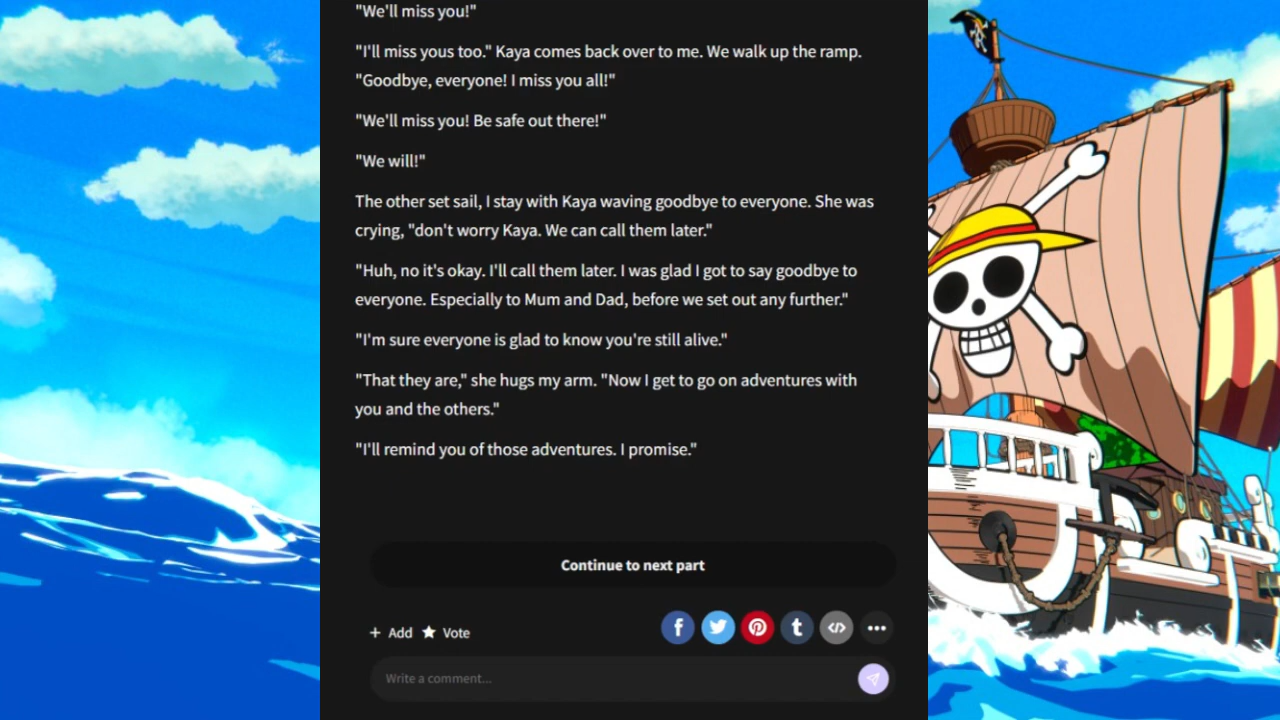 "We'll miss you!"
"I'll miss yous too." Kaya comes back over to me. We walk up the ramp.
"Goodbye, everyone! I miss you all!"
"We'll miss you! Be safe out there!"
"We will!"
The other set sail, I stay with Kaya waving goodbye to everyone. She was
crying, "don't worry Kaya. We can call them later."
"Huh, no it's okay. I'll call them later. I was glad I got to say goodbye to
everyone. Especially to Mum and Dad, before we set out any further."
"I'm sure everyone is glad to know you're still alive."
"That they are," she hugs my arm. "Now I get to go on adventures with
you and the others."
"I'll remind you of those adventures. I promise."
Continue to next part
+ Add ★ Vote
Write a comment...